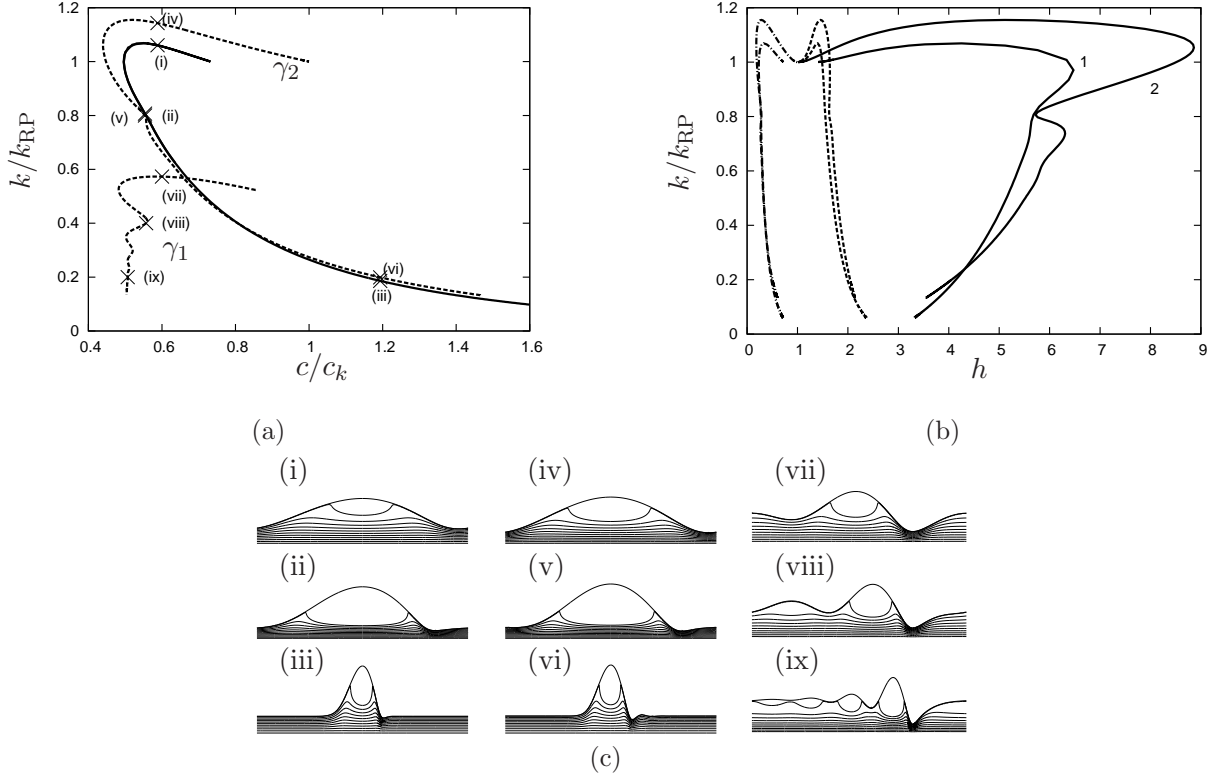 k/k_RP
1.2
1
0.8
0.6
0.4
0.2
0
(iv)
(i)
γ2
(v)
(ii)
(vii)
(viii)
γ1
(ix)
(vi)
(iii)
0.4 0.6 0.8 1 1.2 1.4 1.6
c/c_k
(a)
k/k_RP
1.2
1
0.8
0.6
0.4
0.2
0
1
2
0 1 2 3 4 5 6 7 8 9
h
(b)
(i) (iv) (vii)
(ii) (v) (viii)
(iii) (vi) (ix)
(c)